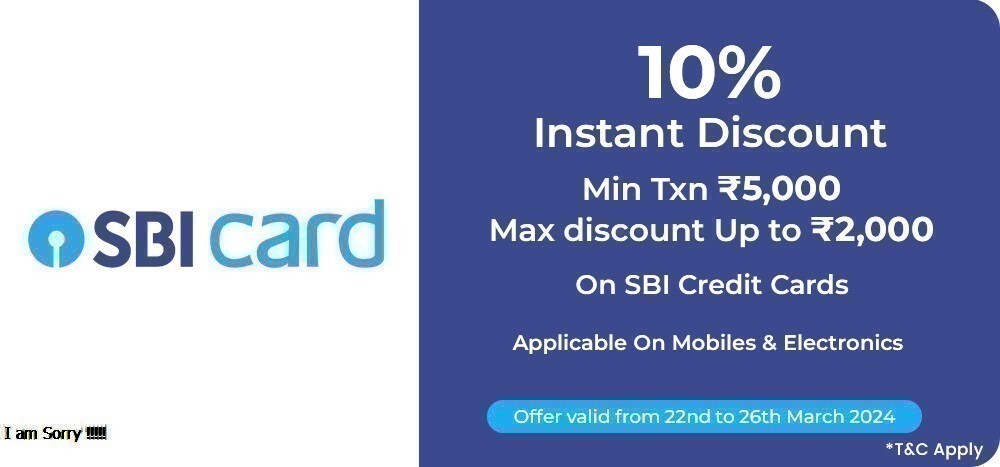 SBI card
10%
Instant Discount
Min Txn ₹5,000
Max discount Up to ₹2,000
On SBI Credit Cards
Applicable On Mobiles & Electronics
Offer valid from 22nd to 26th March 2024
*T&C Apply
I am Sorry !!!!!